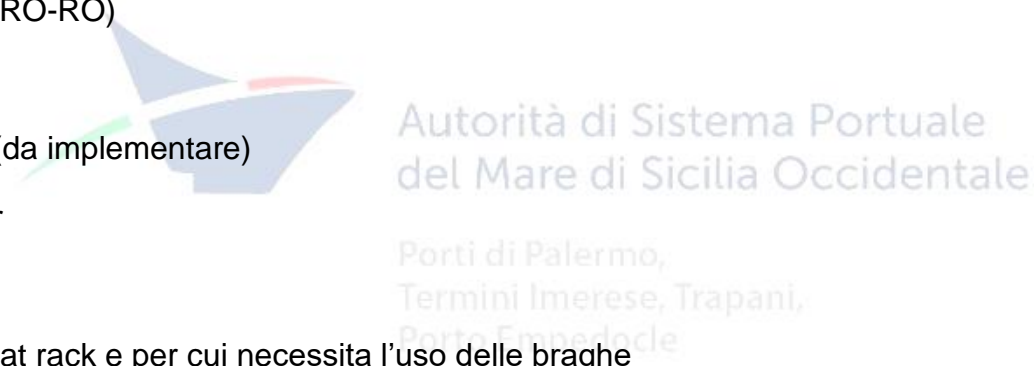 RO-RO)
Autorità di Sistema Portuale
(da implementare)
del Mare di Sicilia Occidentale
Porti di Palermo,
Termini Imerese, Trapani,
Porto Empedocle
at rack e per cui necessita l'uso delle braghe